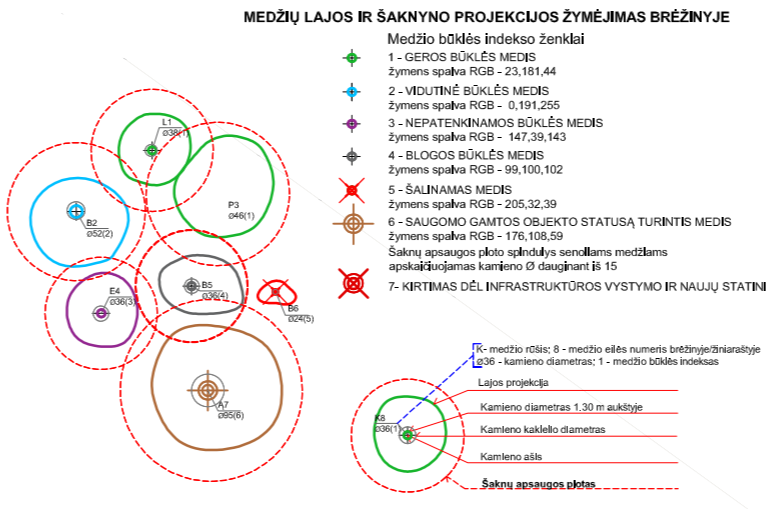 MEDŽIŲ LAJOS IR ŠAKNYNO PROJEKCIJOS ŽYMĖJIMAS BRĖŽINYJE
Medžio būklės indekso ženklai
1 - GEROS BŪKLĖS MEDIS
žymens spalva RGB - 23,181,44
2 - VIDUTINĖ BŪKLĖS MEDIS
žymens spalva RGB - 0,191,255
3 - NEPATENKINAMOS BŪKLĖS MEDIS
žymens spalva RGB - 147,39,143
4 - BLOGOS BŪKLĖS MEDIS
žymens spalva RGB - 99,100,102
5 - ŠALINAMAS MEDIS
žymens spalva RGB - 205,32,39
6 - SAUGOMO GAMTOS OBJEKTO STATUSĄ TURINTIS MEDIS
žymens spalva RGB - 176,108,59
Šaknų apsaugos ploto spindulys senoliams medžiams
apskaičiuojamas kamieno Ø dauginant iš 15
7- KIRTIMAS DĖL INFRASTRUKTŪROS VYSTYMO IR NAUJŲ STATINI
L1
ø38(1)
P3
ø46(1)
B2
ø52(2)
E4
ø36(3)
B5
ø36(4)
B6
ø24(5)
A7
ø95(6)
K- medžio rūšis; 8 - medžio eilės numeris brėžinyje/žiniaraštyje
ø36 - kamieno diametras; 1 - medžio būklės indeksas
Lajos projekcija
K8
ø36(1)
Kamieno diametras 1.30 m aukštyje
Kamieno kaklelio diametras
Kamieno ašis
Šaknų apsaugos plotas